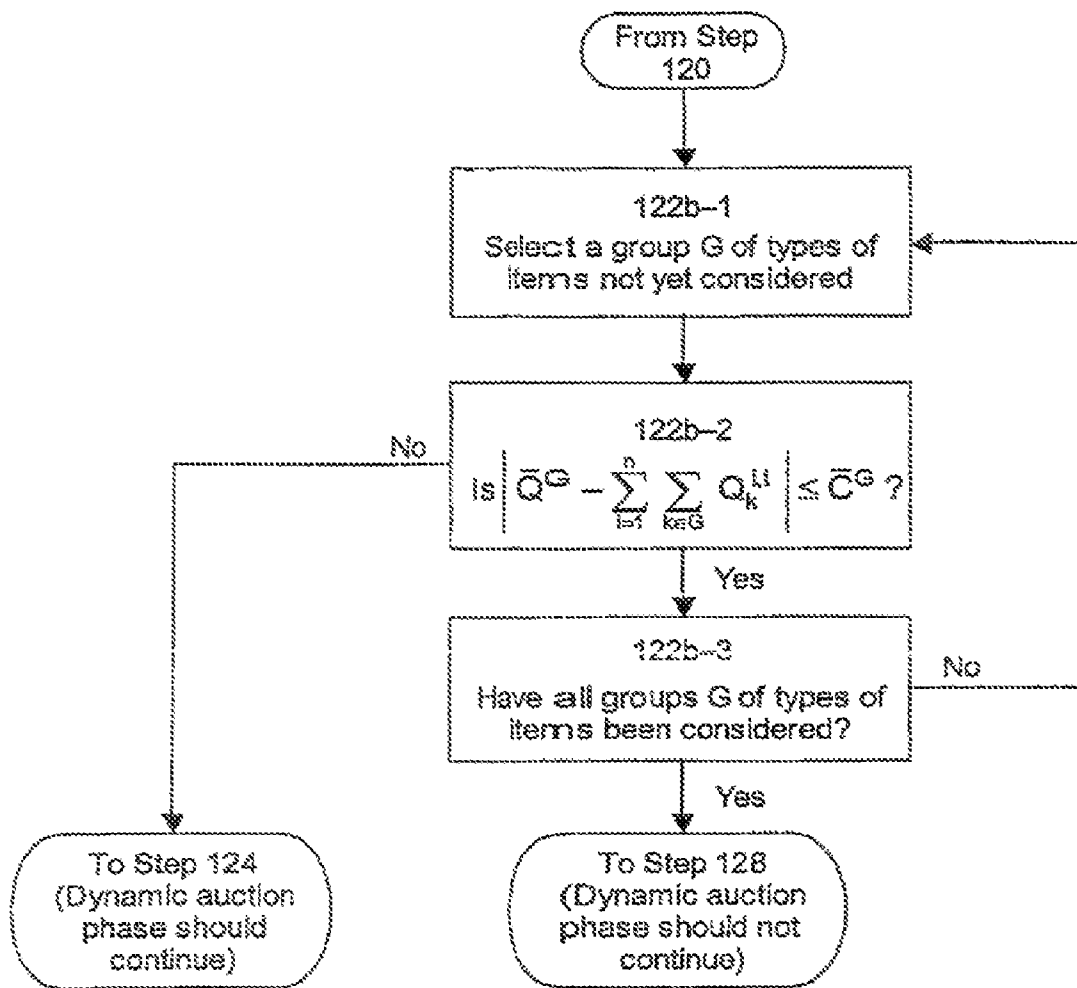 From Step
120
122b–1
Select a group G of types of
items not yet considered
No
122b–2
Is | Q̄^G – ∑_{i=1}^{n} ∑_{k∈G} Q_k^{i,t} | ≤ C̄^G ?
Yes
122b–3
Have all groups G of types of
items been considered?
No
Yes
To Step 124
(Dynamic auction
phase should
continue)
To Step 128
(Dynamic auction
phase should not
continue)